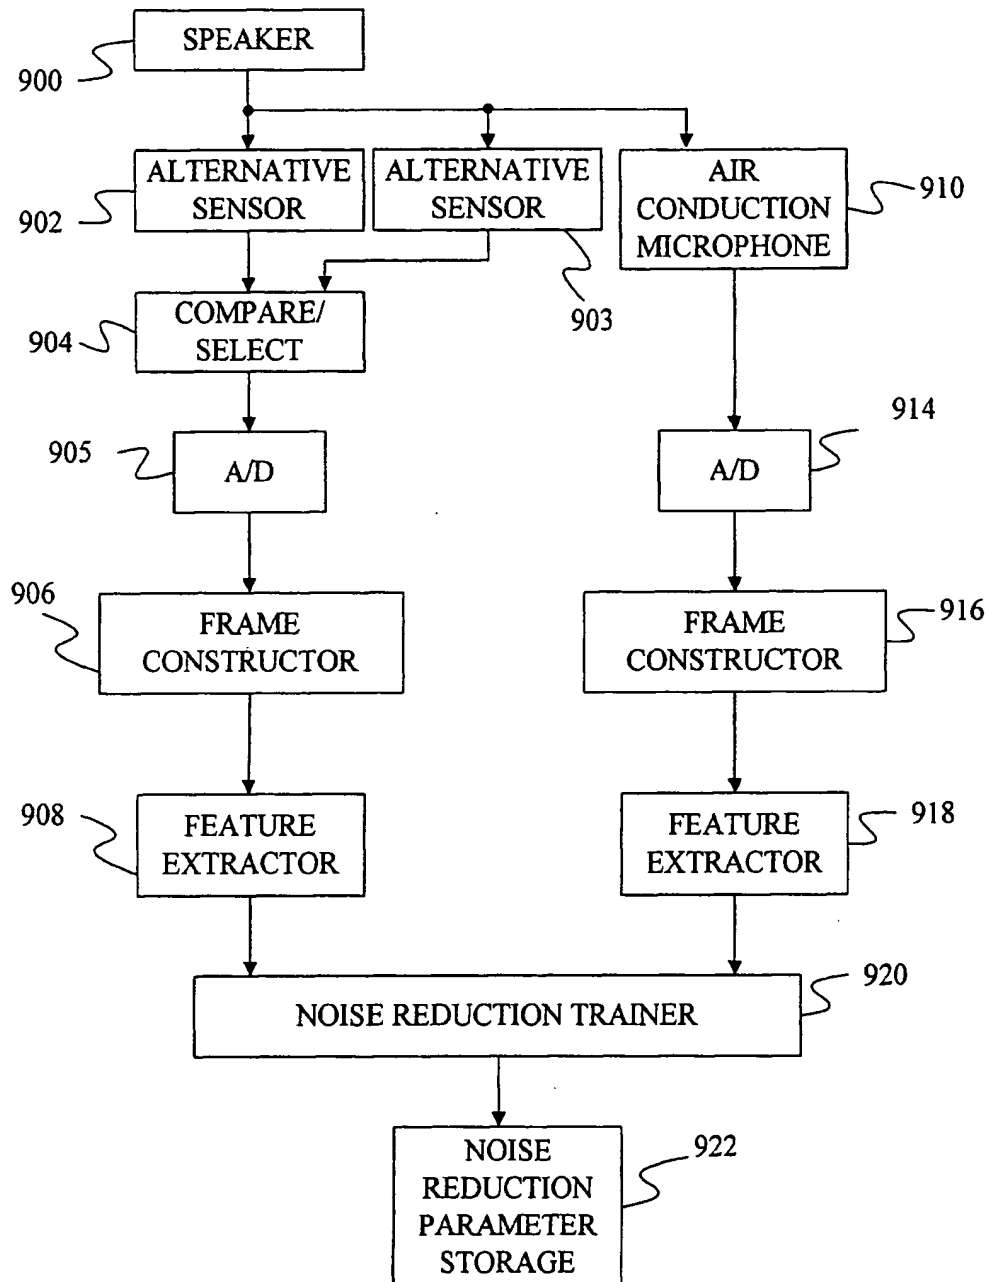 SPEAKER
900
ALTERNATIVE
SENSOR
902
ALTERNATIVE
SENSOR
903
AIR
CONDUCTION
MICROPHONE
910
COMPARE/
SELECT
904
A/D
905
A/D
914
FRAME
CONSTRUCTOR
906
FRAME
CONSTRUCTOR
916
FEATURE
EXTRACTOR
908
FEATURE
EXTRACTOR
918
NOISE REDUCTION TRAINER
920
NOISE
REDUCTION
PARAMETER
STORAGE
922